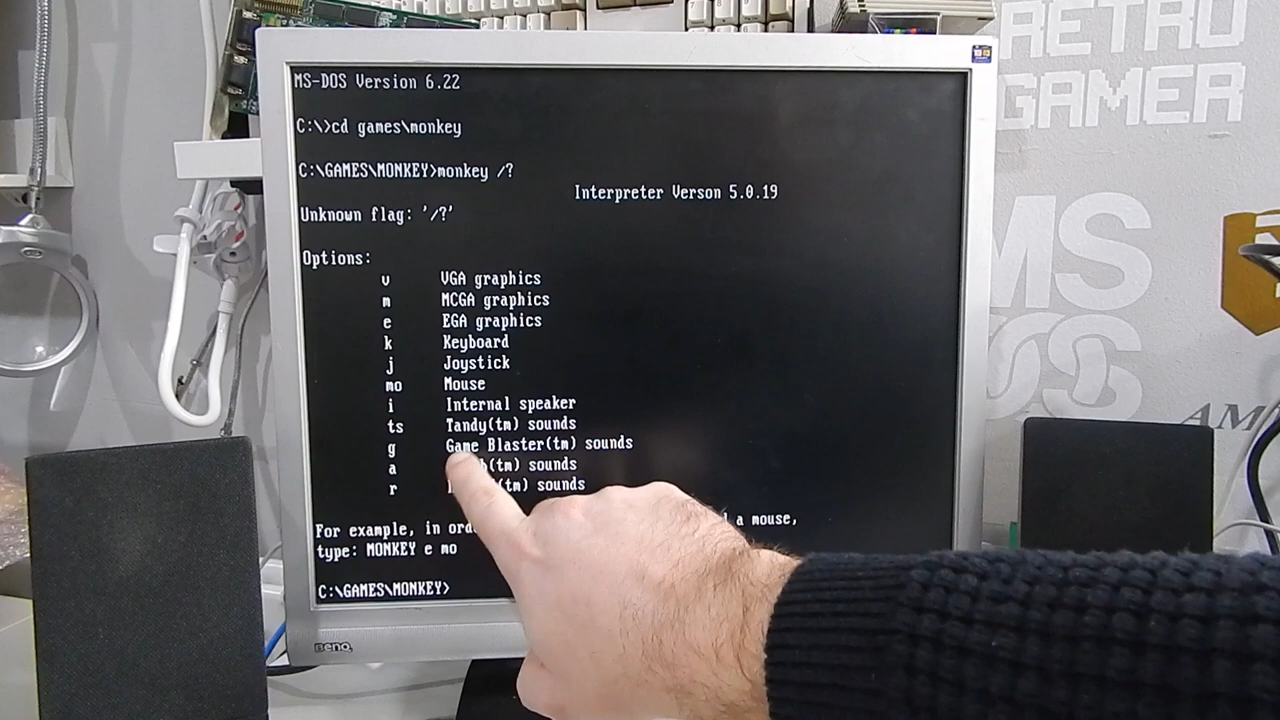 RETRO
GAMER
MS-DOS Version 6.22
C:\>cd games\monkey
C:\GAMES\MONKEY>monkey /?
Interpreter Verson 5.0.19
Unknown flag: '/?'
Options:
v VGA graphics
m MCGA graphics
e EGA graphics
k Keyboard
j Joystick
mo Mouse
i Internal speaker
ts Tandy(tm) sounds
g Game Blaster(tm) sounds
a (tm) sounds
r (tm) sounds
For example, in a mouse,
type: MONKEY e mo
C:\GAMES\MONKEY>
BenQ
MS
DOS